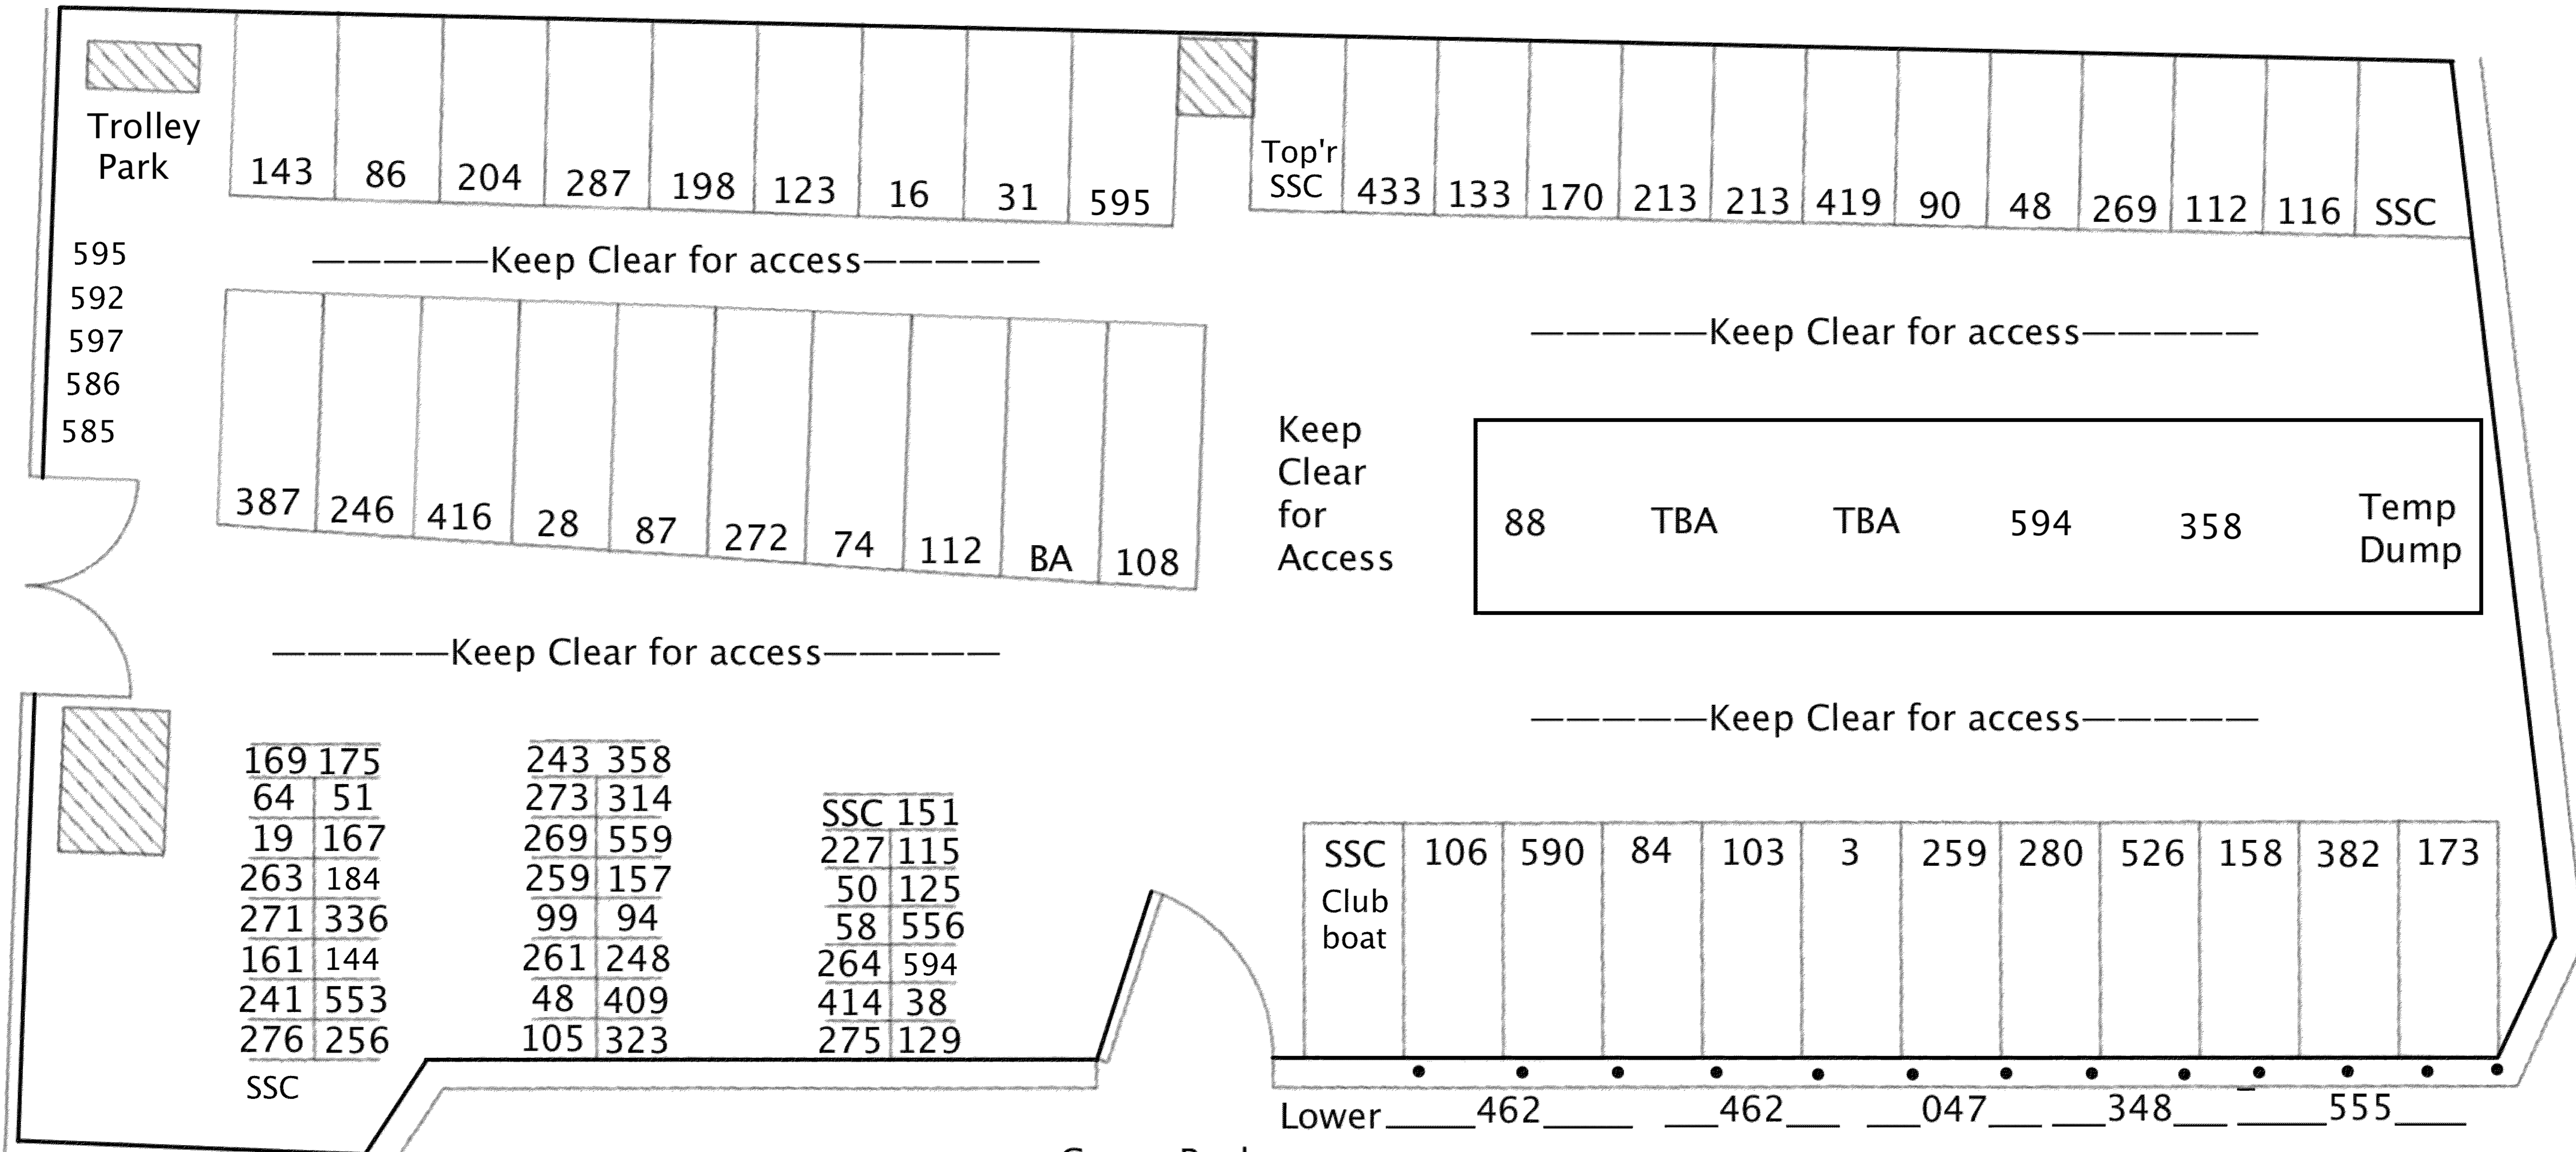 Trolley
Park
143 86 204 287 198 123 16 31 595
Top'r
SSC
433 133 170 213 213 419 90 48 269 112 116 SSC
595
592
597
586
585
—————Keep Clear for access—————
—————Keep Clear for access—————
387 246 416 28 87 272 74 112 BA 108
Keep
Clear
for
Access
88 TBA TBA 594 358
Temp
Dump
—————Keep Clear for access—————
—————Keep Clear for access—————
169 175
64 51
19 167
263 184
271 336
161 144
241 553
276 256
SSC
243 358
273 314
269 559
259 157
99 94
261 248
48 409
105 323
SSC 151
227 115
50 125
58 556
264 594
414 38
275 129
SSC 106 590 84 103 3 259 280 526 158 382 173
Club
boat
Lower_____462_____ ___462___ ___047___ ___348___ _____555____